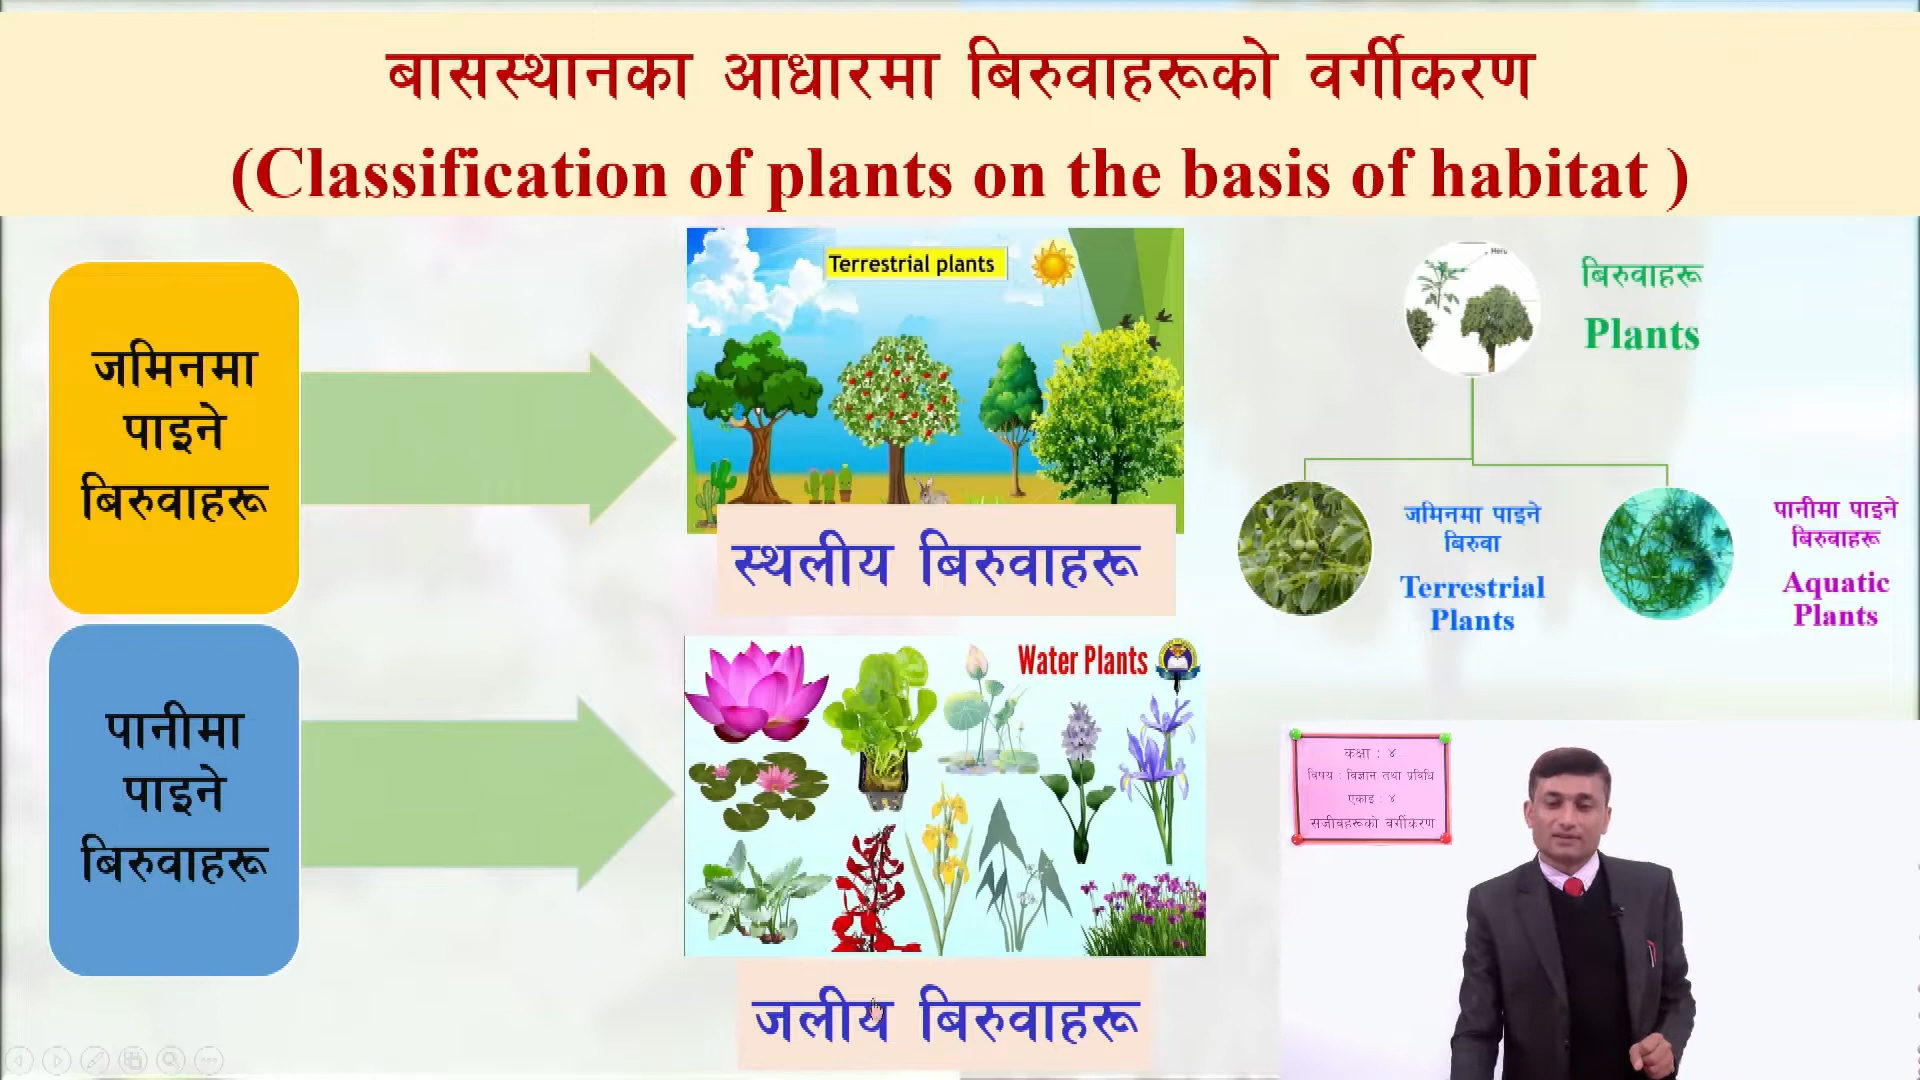 बासस्थानका आधारमा बिरुवाहरूको वर्गीकरण
(Classification of plants on the basis of habitat )
जमिनमा
पाइने
बिरुवाहरू
Terrestrial plants
स्थलीय बिरुवाहरू
Herb
बिरुवाहरू
Plants
जमिनमा पाइने
बिरुवा
Terrestrial
Plants
पानीमा पाइने
बिरुवाहरू
Aquatic
Plants
पानीमा
पाइने
बिरुवाहरू
Water Plants
जलीय बिरुवाहरू
कक्षा : ४
विषय : विज्ञान तथा प्रविधि
एकाइ : ४
सजीवहरूको वर्गीकरण